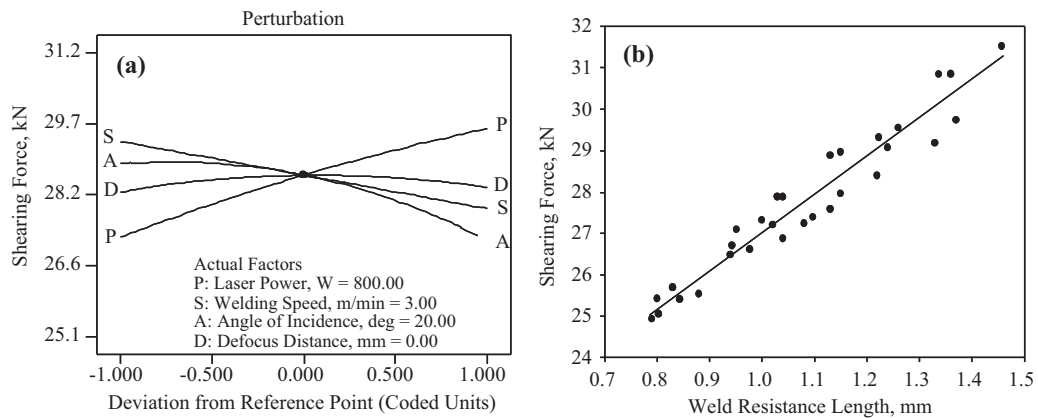 Perturbation
(a)
31.2
29.7
28.2
26.6
25.1
Shearing Force, kN
S
A
D
P
P
D
S
A
Actual Factors
P: Laser Power, W = 800.00
S: Welding Speed, m/min = 3.00
A: Angle of Incidence, deg = 20.00
D: Defocus Distance, mm = 0.00
-1.000 -0.500 0.000 0.500 1.000
Deviation from Reference Point (Coded Units)
(b)
32
31
30
29
28
27
26
25
24
Shearing Force, kN
0.7 0.8 0.9 1.0 1.1 1.2 1.3 1.4 1.5
Weld Resistance Length, mm